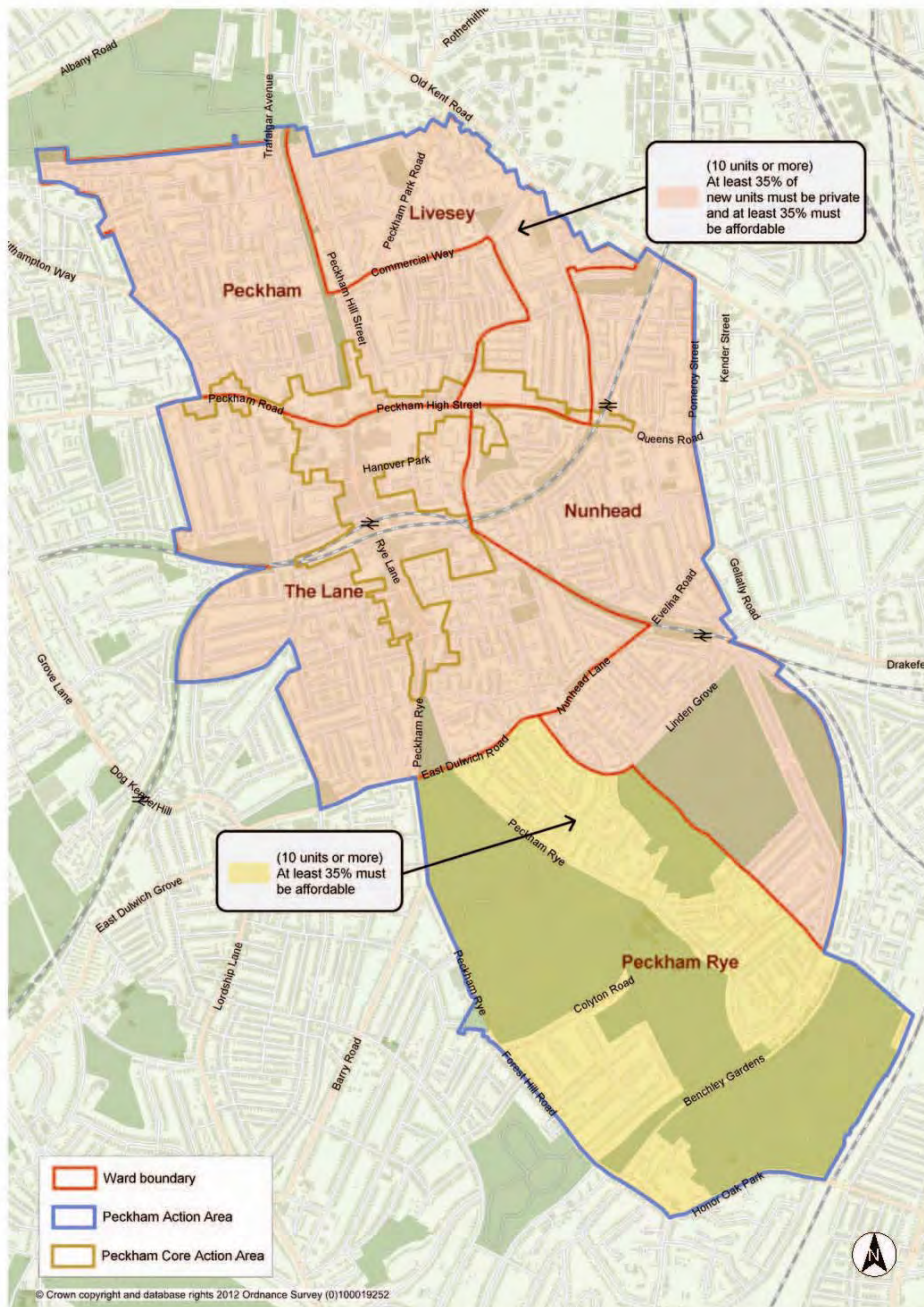 Albany Road
Trafalgar Avenue
Rotherhithe
Old Kent Road
(10 units or more)
At least 35% of
new units must be private
and at least 35% must
be affordable
Peckham Park Road
Livesey
Commercial Way
uthampton Way
Peckham
Peckham Hill Street
Pomeroy Street
Kender Street
Peckham Road
Peckham High Street
Queens Road
Hanover Park
Nunhead
Rye Lane
The Lane
Evelina Road
Gellatly Road
Drakefe
Grove Lane
Nunhead Lane
Linden Grove
Peckham Rye
East Dulwich Road
Dog Kennel Hill
Peckham Rye
(10 units or more)
At least 35% must
be affordable
East Dulwich Grove
Lordship Lane
Peckham Rye
Peckham Rye
Colyton Road
Barry Road
Forest Hill Road
Benchley Gardens
Honor Oak Park
Ward boundary
Peckham Action Area
Peckham Core Action Area
N
© Crown copyright and database rights 2012 Ordnance Survey (0)100019252